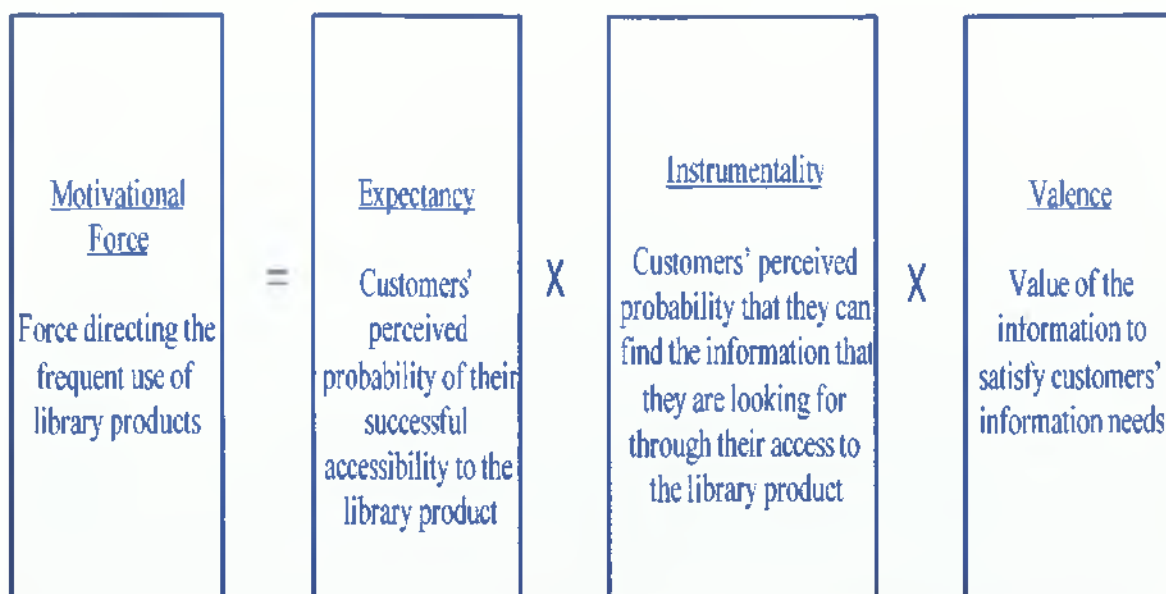 Motivational
Force
Force directing the
frequent use of
library products
=
Expectancy
Customers'
perceived
probability of their
successful
accessibility to the
library product
X
Instrumentality
Customers' perceived
probability that they can
find the information that
they are looking for
through their access to
the library product
X
Valence
Value of the
information to
satisfy customers'
information needs